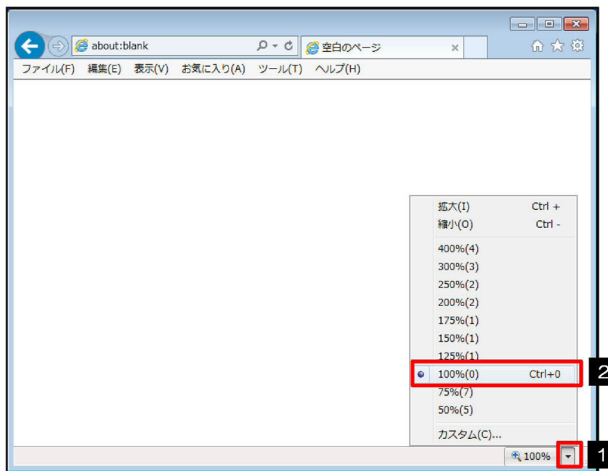 about:blank
空白のページ
ファイル(F) 編集(E) 表示(V) お気に入り(A) ツール(T) ヘルプ(H)
拡大(I) Ctrl +
縮小(O) Ctrl -
400%(4)
300%(3)
250%(2)
200%(2)
175%(1)
150%(1)
125%(1)
100%(0) Ctrl+0
2
75%(7)
50%(5)
カスタム(C)...
100%
1